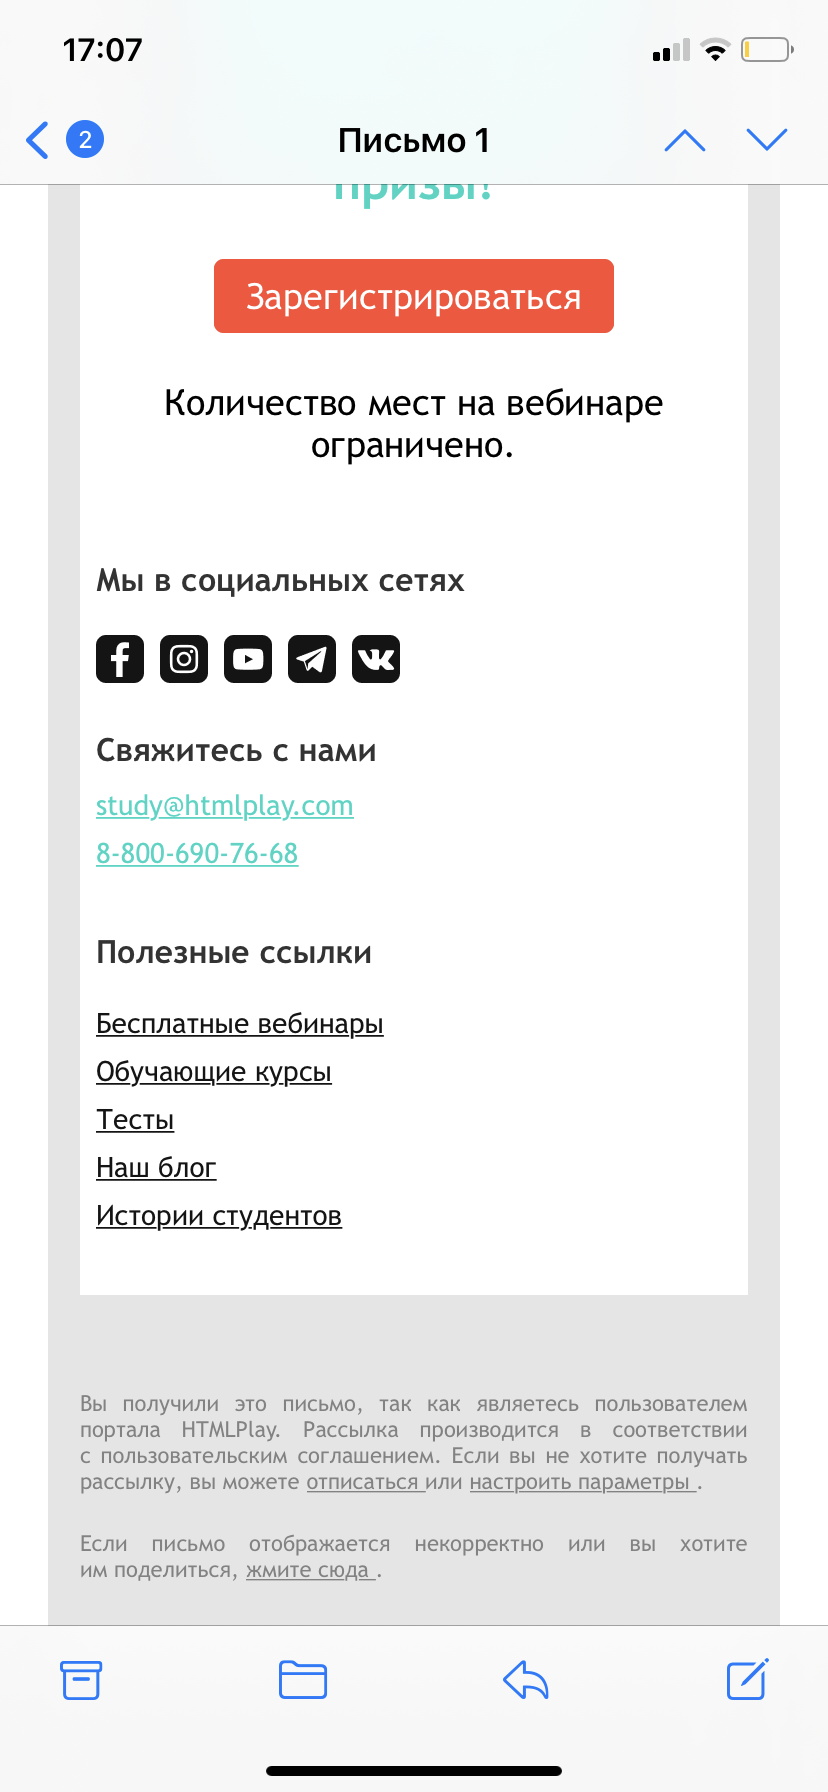 17:07
2
Письмо 1
призы!
Зарегистрироваться
Количество мест на вебинаре
ограничено.
Мы в социальных сетях
Свяжитесь с нами
study@htmlplay.com
8-800-690-76-68
Полезные ссылки
Бесплатные вебинары
Обучающие курсы
Тесты
Наш блог
Истории студентов
Вы получили это письмо, так как являетесь пользователем
портала HTMLPlay. Рассылка производится в соответствии
с пользовательским соглашением. Если вы не хотите получать
рассылку, вы можете отписаться или настроить параметры .
Если письмо отображается некорректно или вы хотите
им поделиться, жмите сюда .